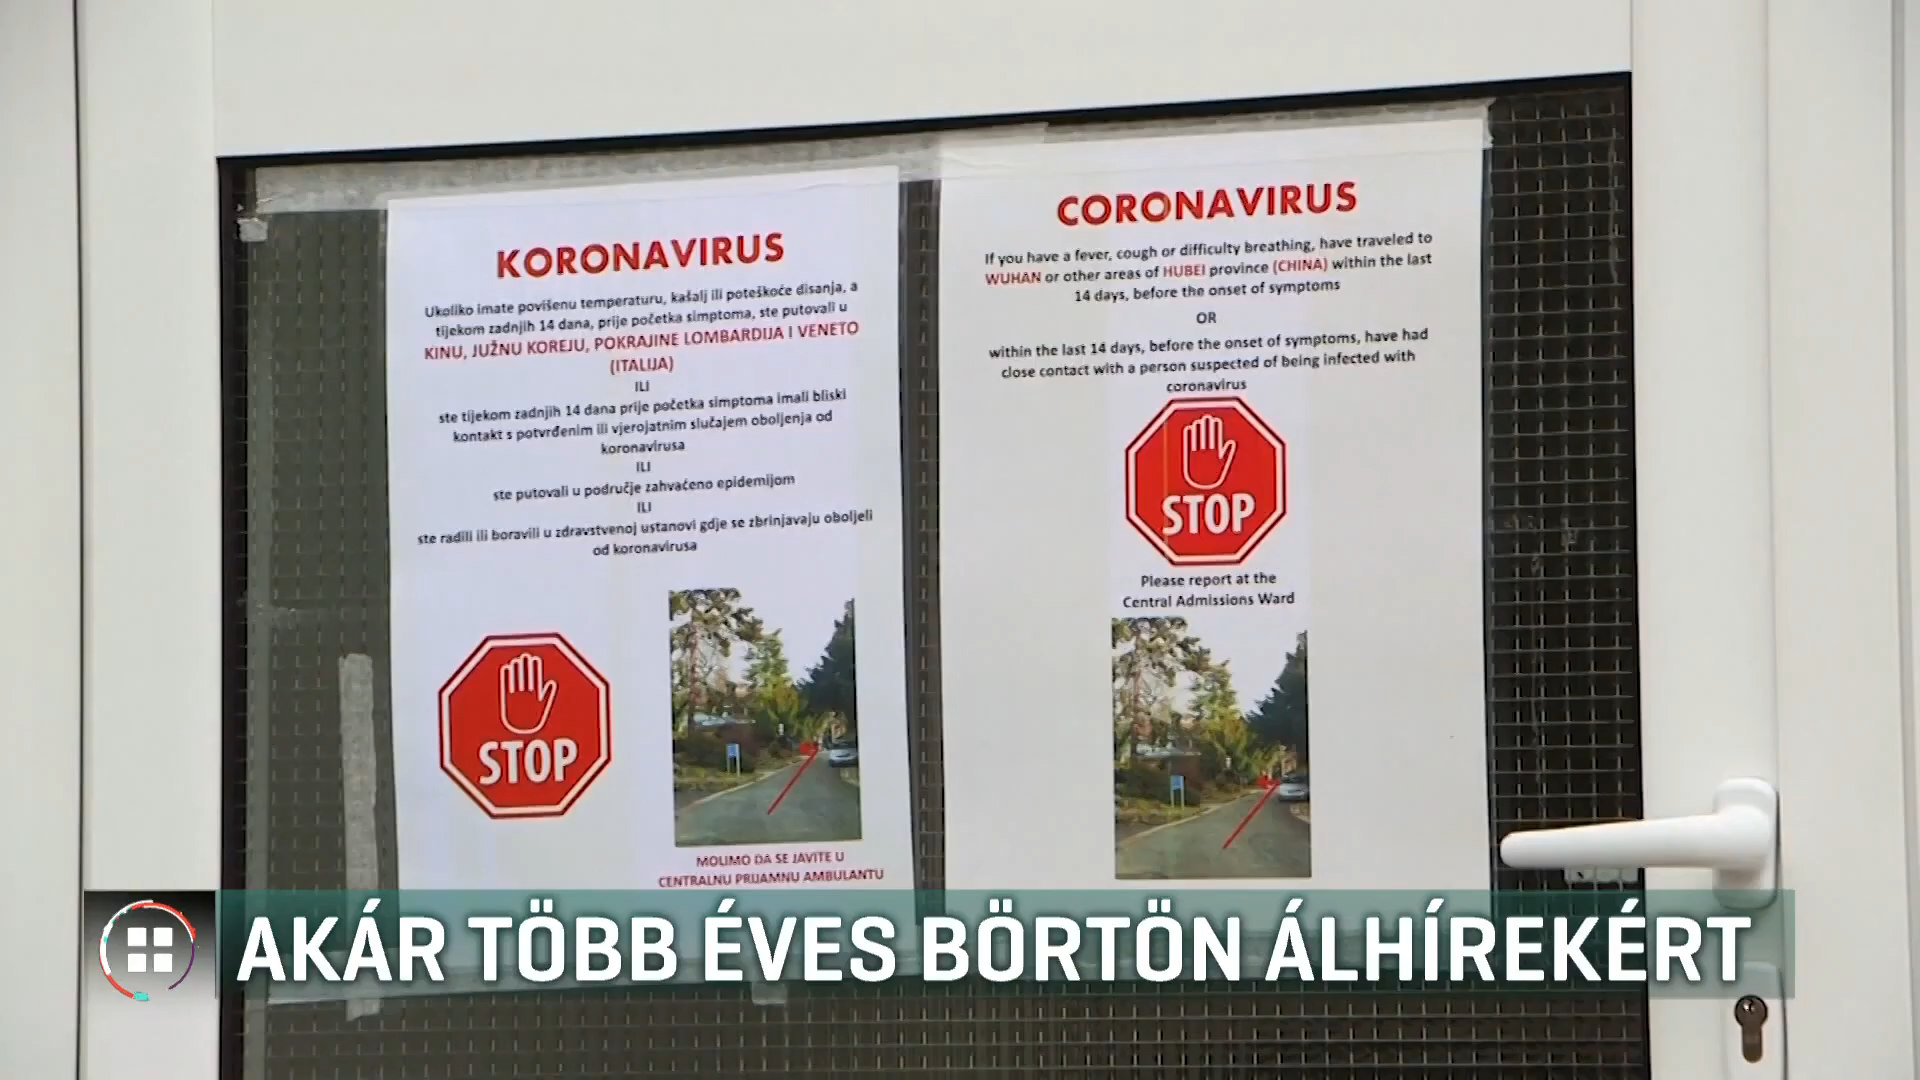 KORONAVIRUS
Ukoliko imate povišenu temperaturu, kašalj ili poteškoće disanja, a
tijekom zadnjih 14 dana, prije početka simptoma, ste putovali u
KINU, JUŽNU KOREJU, POKRAJINE LOMBARDIJA I VENETO
(ITALIJA)
ILI
ste tijekom zadnjih 14 dana prije početka simptoma imali bliski
kontakt s potvrđenim ili vjerojatnim slučajem oboljenja od
koronavirusa
ILI
ste putovali u područje zahvaćeno epidemijom
ILI
ste radili ili boravili u zdravstvenoj ustanovi gdje se zbrinjavaju oboljeli
od koronavirusa
STOP
MOLIMO DA SE JAVITE U
CENTRALNU PRIJAMNU AMBULANTU
CORONAVIRUS
If you have a fever, cough or difficulty breathing, have traveled to
WUHAN or other areas of HUBEI province (CHINA) within the last
14 days, before the onset of symptoms
OR
within the last 14 days, before the onset of symptoms, have had
close contact with a person suspected of being infected with
coronavirus
STOP
Please report at the
Central Admissions Ward
AKÁR TÖBB ÉVES BÖRTÖN ÁLHÍREKÉRT